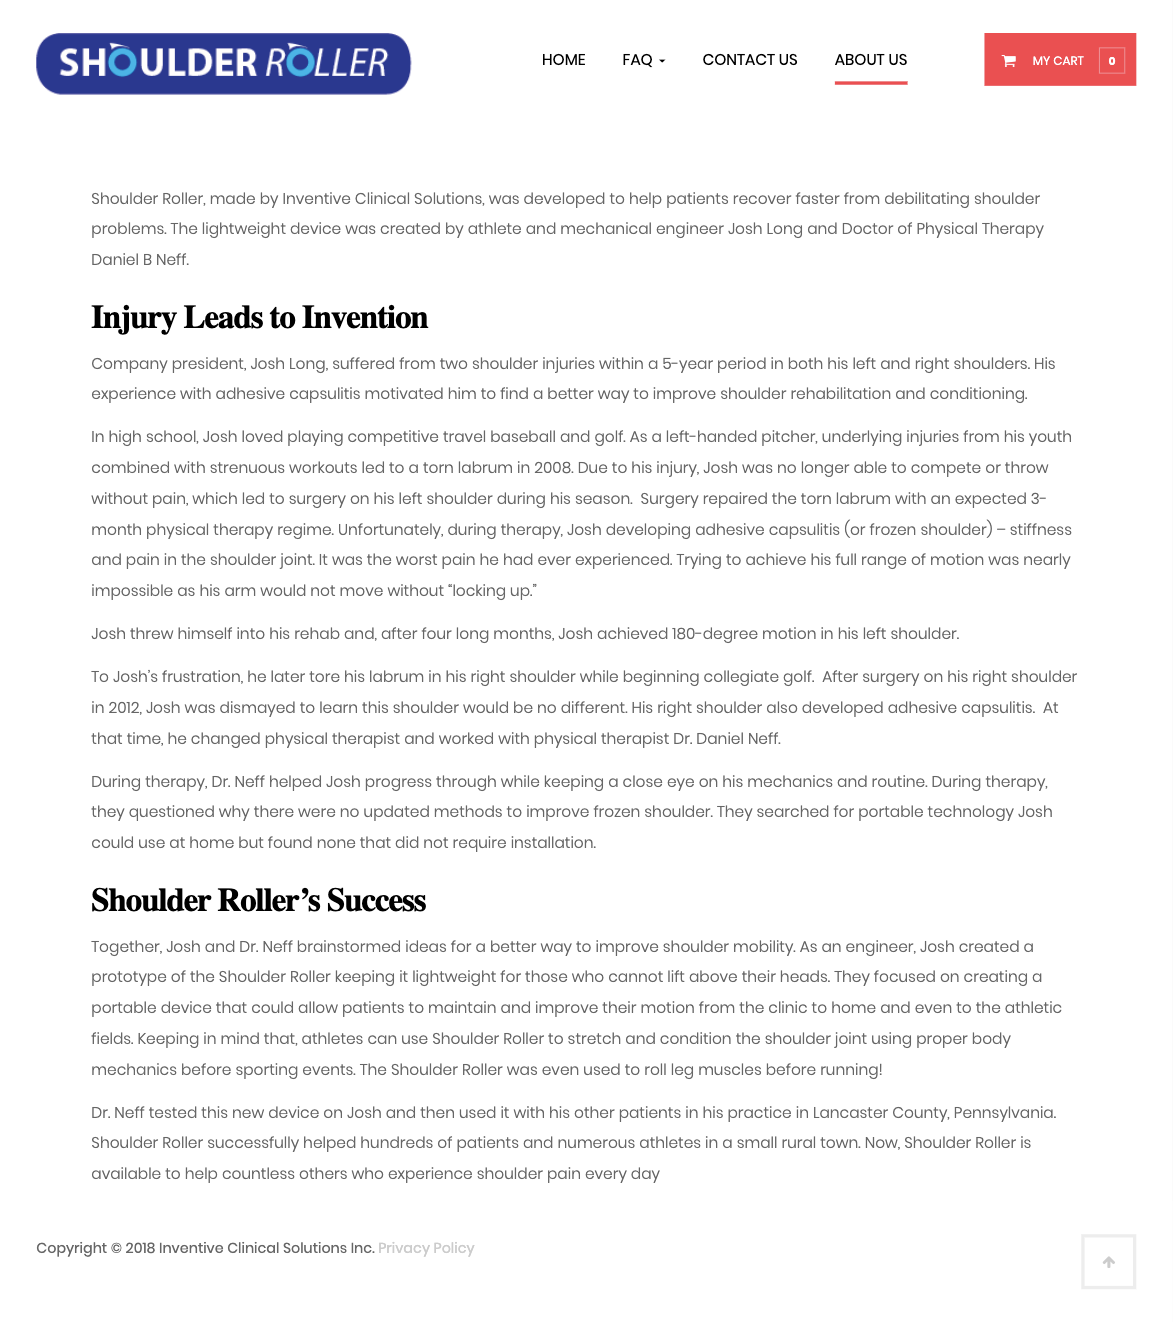 SHOULDER ROLLER
HOME FAQ CONTACT US ABOUT US MY CART 0
Shoulder Roller, made by Inventive Clinical Solutions, was developed to help patients recover faster from debilitating shoulder
problems. The lightweight device was created by athlete and mechanical engineer Josh Long and Doctor of Physical Therapy
Daniel B Neff.
Injury Leads to Invention
Company president, Josh Long, suffered from two shoulder injuries within a 5-year period in both his left and right shoulders. His
experience with adhesive capsulitis motivated him to find a better way to improve shoulder rehabilitation and conditioning.
In high school, Josh loved playing competitive travel baseball and golf. As a left-handed pitcher, underlying injuries from his youth
combined with strenuous workouts led to a torn labrum in 2008. Due to his injury, Josh was no longer able to compete or throw
without pain, which led to surgery on his left shoulder during his season.  Surgery repaired the torn labrum with an expected 3-
month physical therapy regime. Unfortunately, during therapy, Josh developing adhesive capsulitis (or frozen shoulder) – stiffness
and pain in the shoulder joint. It was the worst pain he had ever experienced. Trying to achieve his full range of motion was nearly
impossible as his arm would not move without “locking up.”
Josh threw himself into his rehab and, after four long months, Josh achieved 180-degree motion in his left shoulder.
To Josh’s frustration, he later tore his labrum in his right shoulder while beginning collegiate golf.  After surgery on his right shoulder
in 2012, Josh was dismayed to learn this shoulder would be no different. His right shoulder also developed adhesive capsulitis.  At
that time, he changed physical therapist and worked with physical therapist Dr. Daniel Neff.
During therapy, Dr. Neff helped Josh progress through while keeping a close eye on his mechanics and routine. During therapy,
they questioned why there were no updated methods to improve frozen shoulder. They searched for portable technology Josh
could use at home but found none that did not require installation.
Shoulder Roller’s Success
Together, Josh and Dr. Neff brainstormed ideas for a better way to improve shoulder mobility. As an engineer, Josh created a
prototype of the Shoulder Roller keeping it lightweight for those who cannot lift above their heads. They focused on creating a
portable device that could allow patients to maintain and improve their motion from the clinic to home and even to the athletic
fields. Keeping in mind that, athletes can use Shoulder Roller to stretch and condition the shoulder joint using proper body
mechanics before sporting events. The Shoulder Roller was even used to roll leg muscles before running!
Dr. Neff tested this new device on Josh and then used it with his other patients in his practice in Lancaster County, Pennsylvania.
Shoulder Roller successfully helped hundreds of patients and numerous athletes in a small rural town. Now, Shoulder Roller is
available to help countless others who experience shoulder pain every day
Copyright © 2018 Inventive Clinical Solutions Inc. Privacy Policy